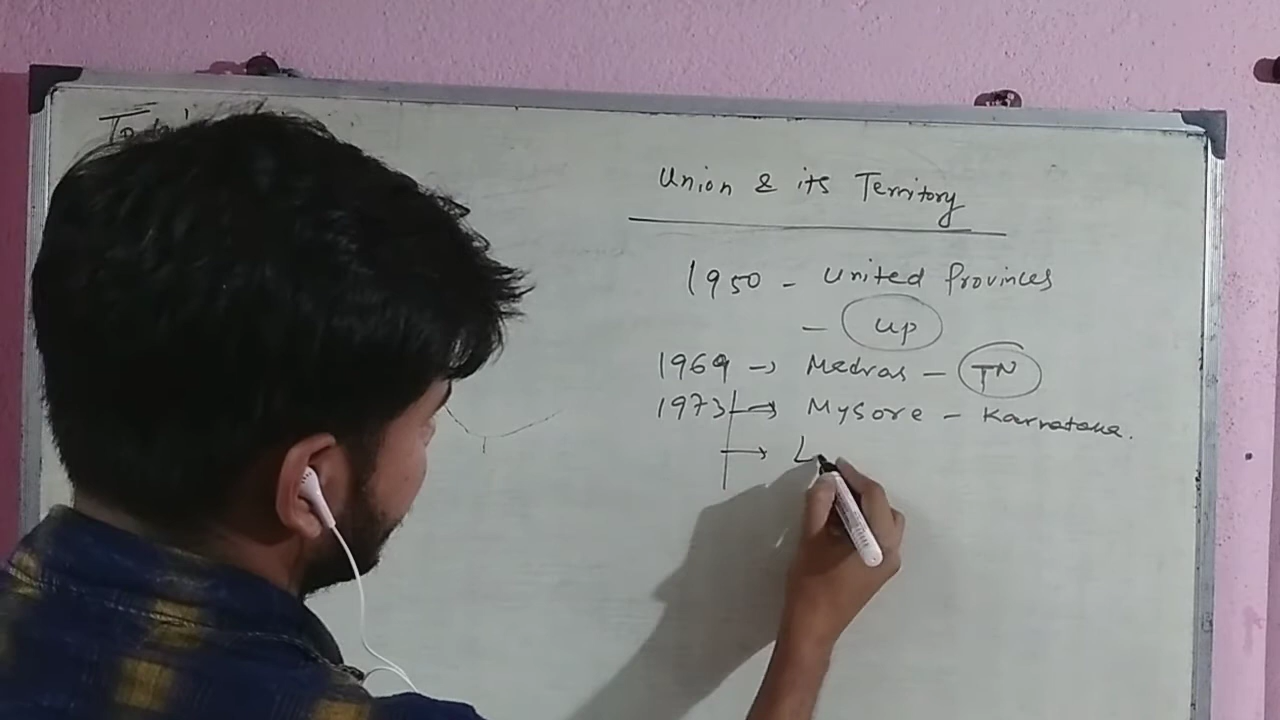 Union & its Territory
1950 - United Provinces
- UP
1969 → Madras - TN
1973 → Mysore - Karnataka.
→ L